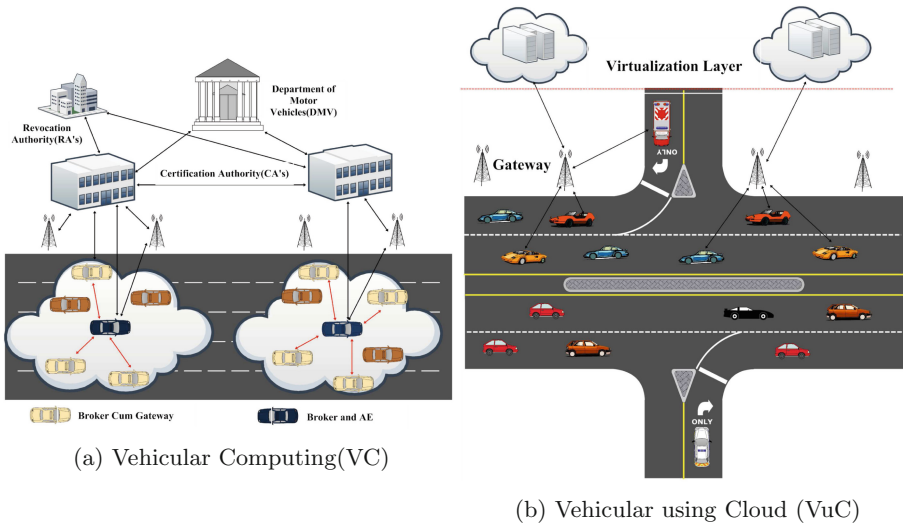 Revocation
Authority(RA's)
Department of
Motor
Vehicles(DMV)
Certification Authority(CA's)
Broker Cum Gateway
Broker and AE
(a) Vehicular Computing(VC)
Virtualization Layer
ONLY
Gateway
ONLY
(b) Vehicular using Cloud (VuC)